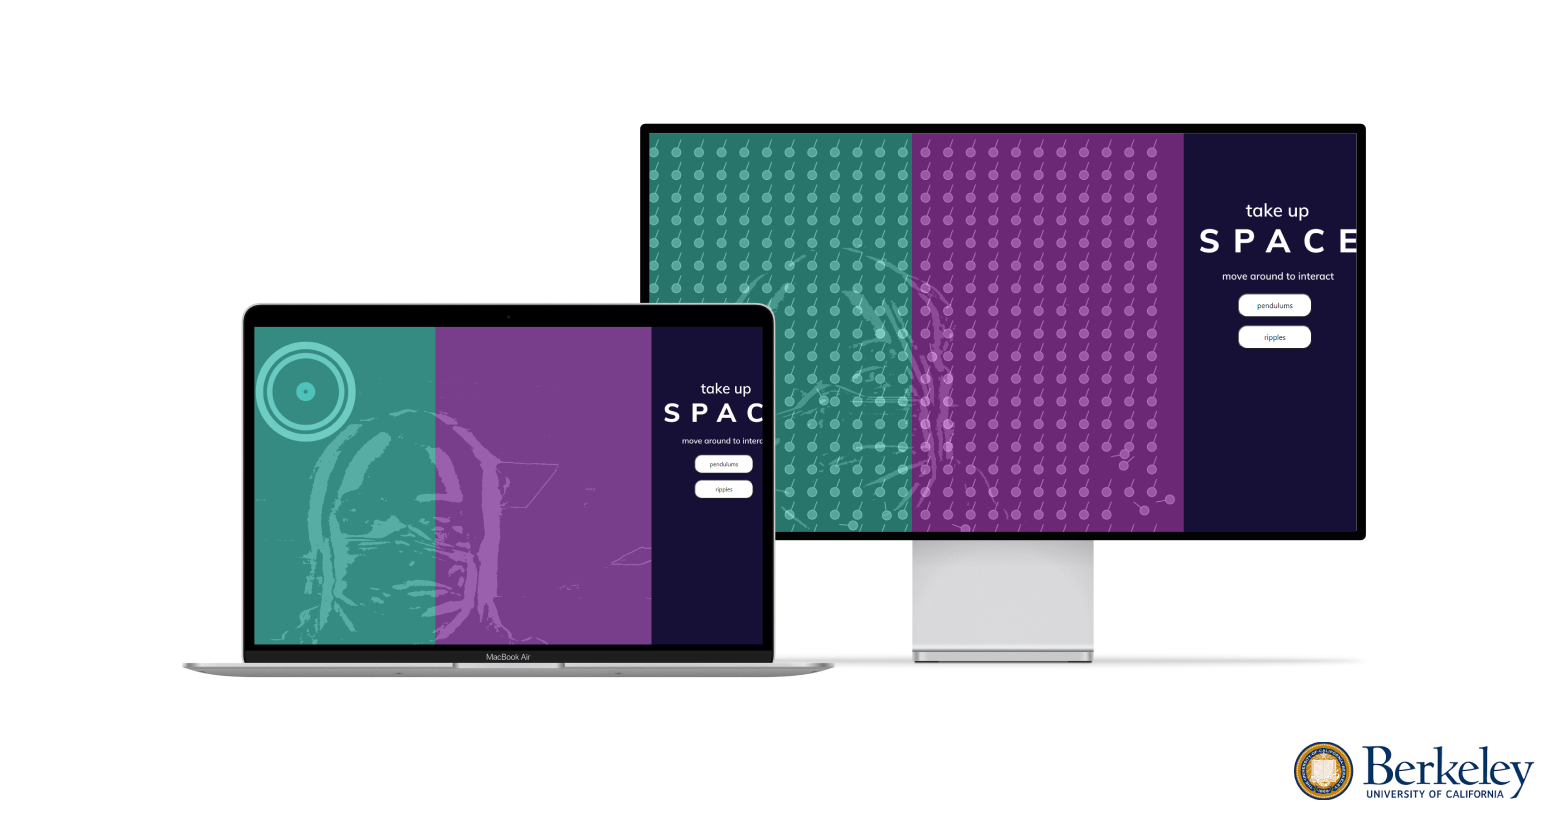 take up
SPACE
move around to interact
pendulums
ripples
take up
SPAC
move around to interc
pendulums
ripples
MacBook Air
Berkeley
UNIVERSITY OF CALIFORNIA